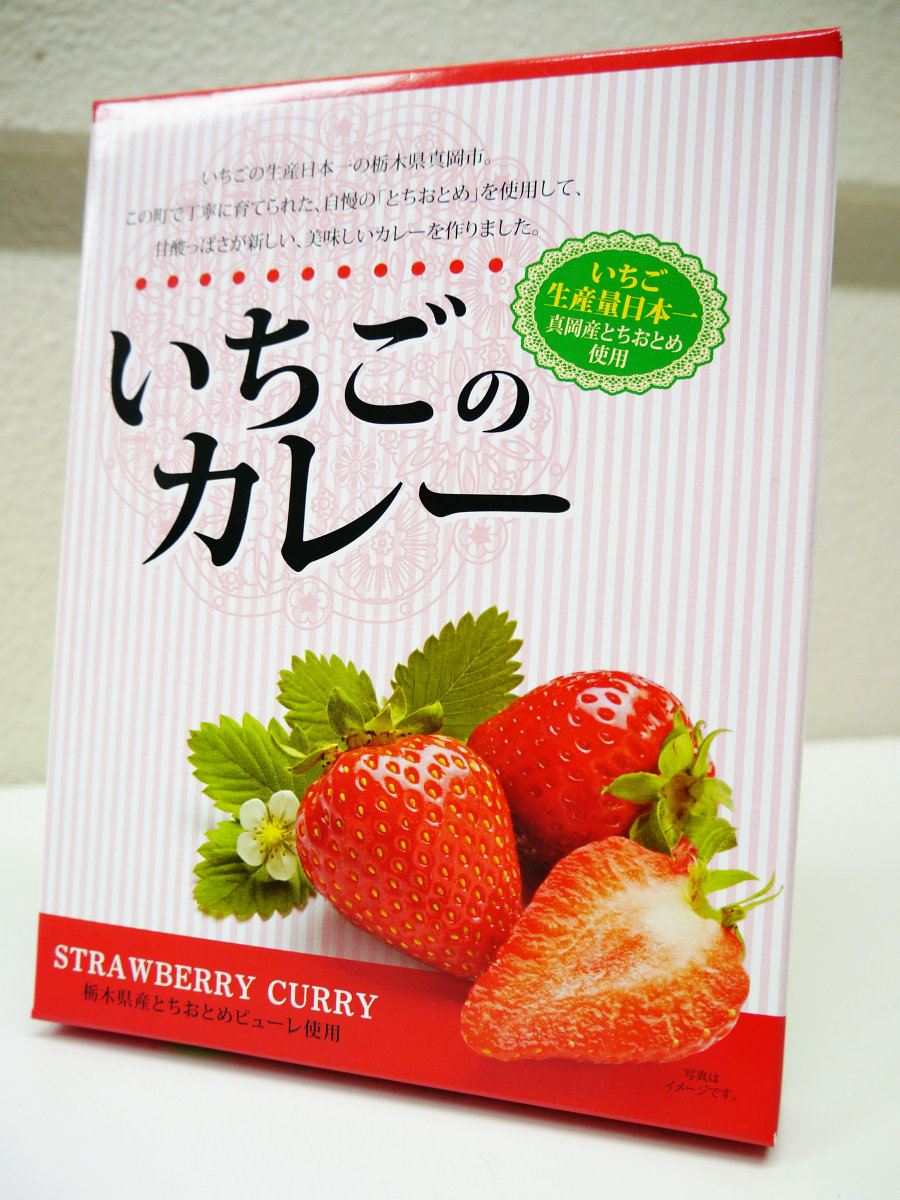 いちごの生産日本一の栃木県真岡市。
この町で丁寧に育てられた、自慢の「とちおとめ」を使用して、
甘酸っぱさが新しい、美味しいカレーを作りました。
いちご
生産量日本一
真岡産とちおとめ
使用
いちごの
カレー
STRAWBERRY CURRY
栃木県産とちおとめピューレ使用
写真は
イメージです。